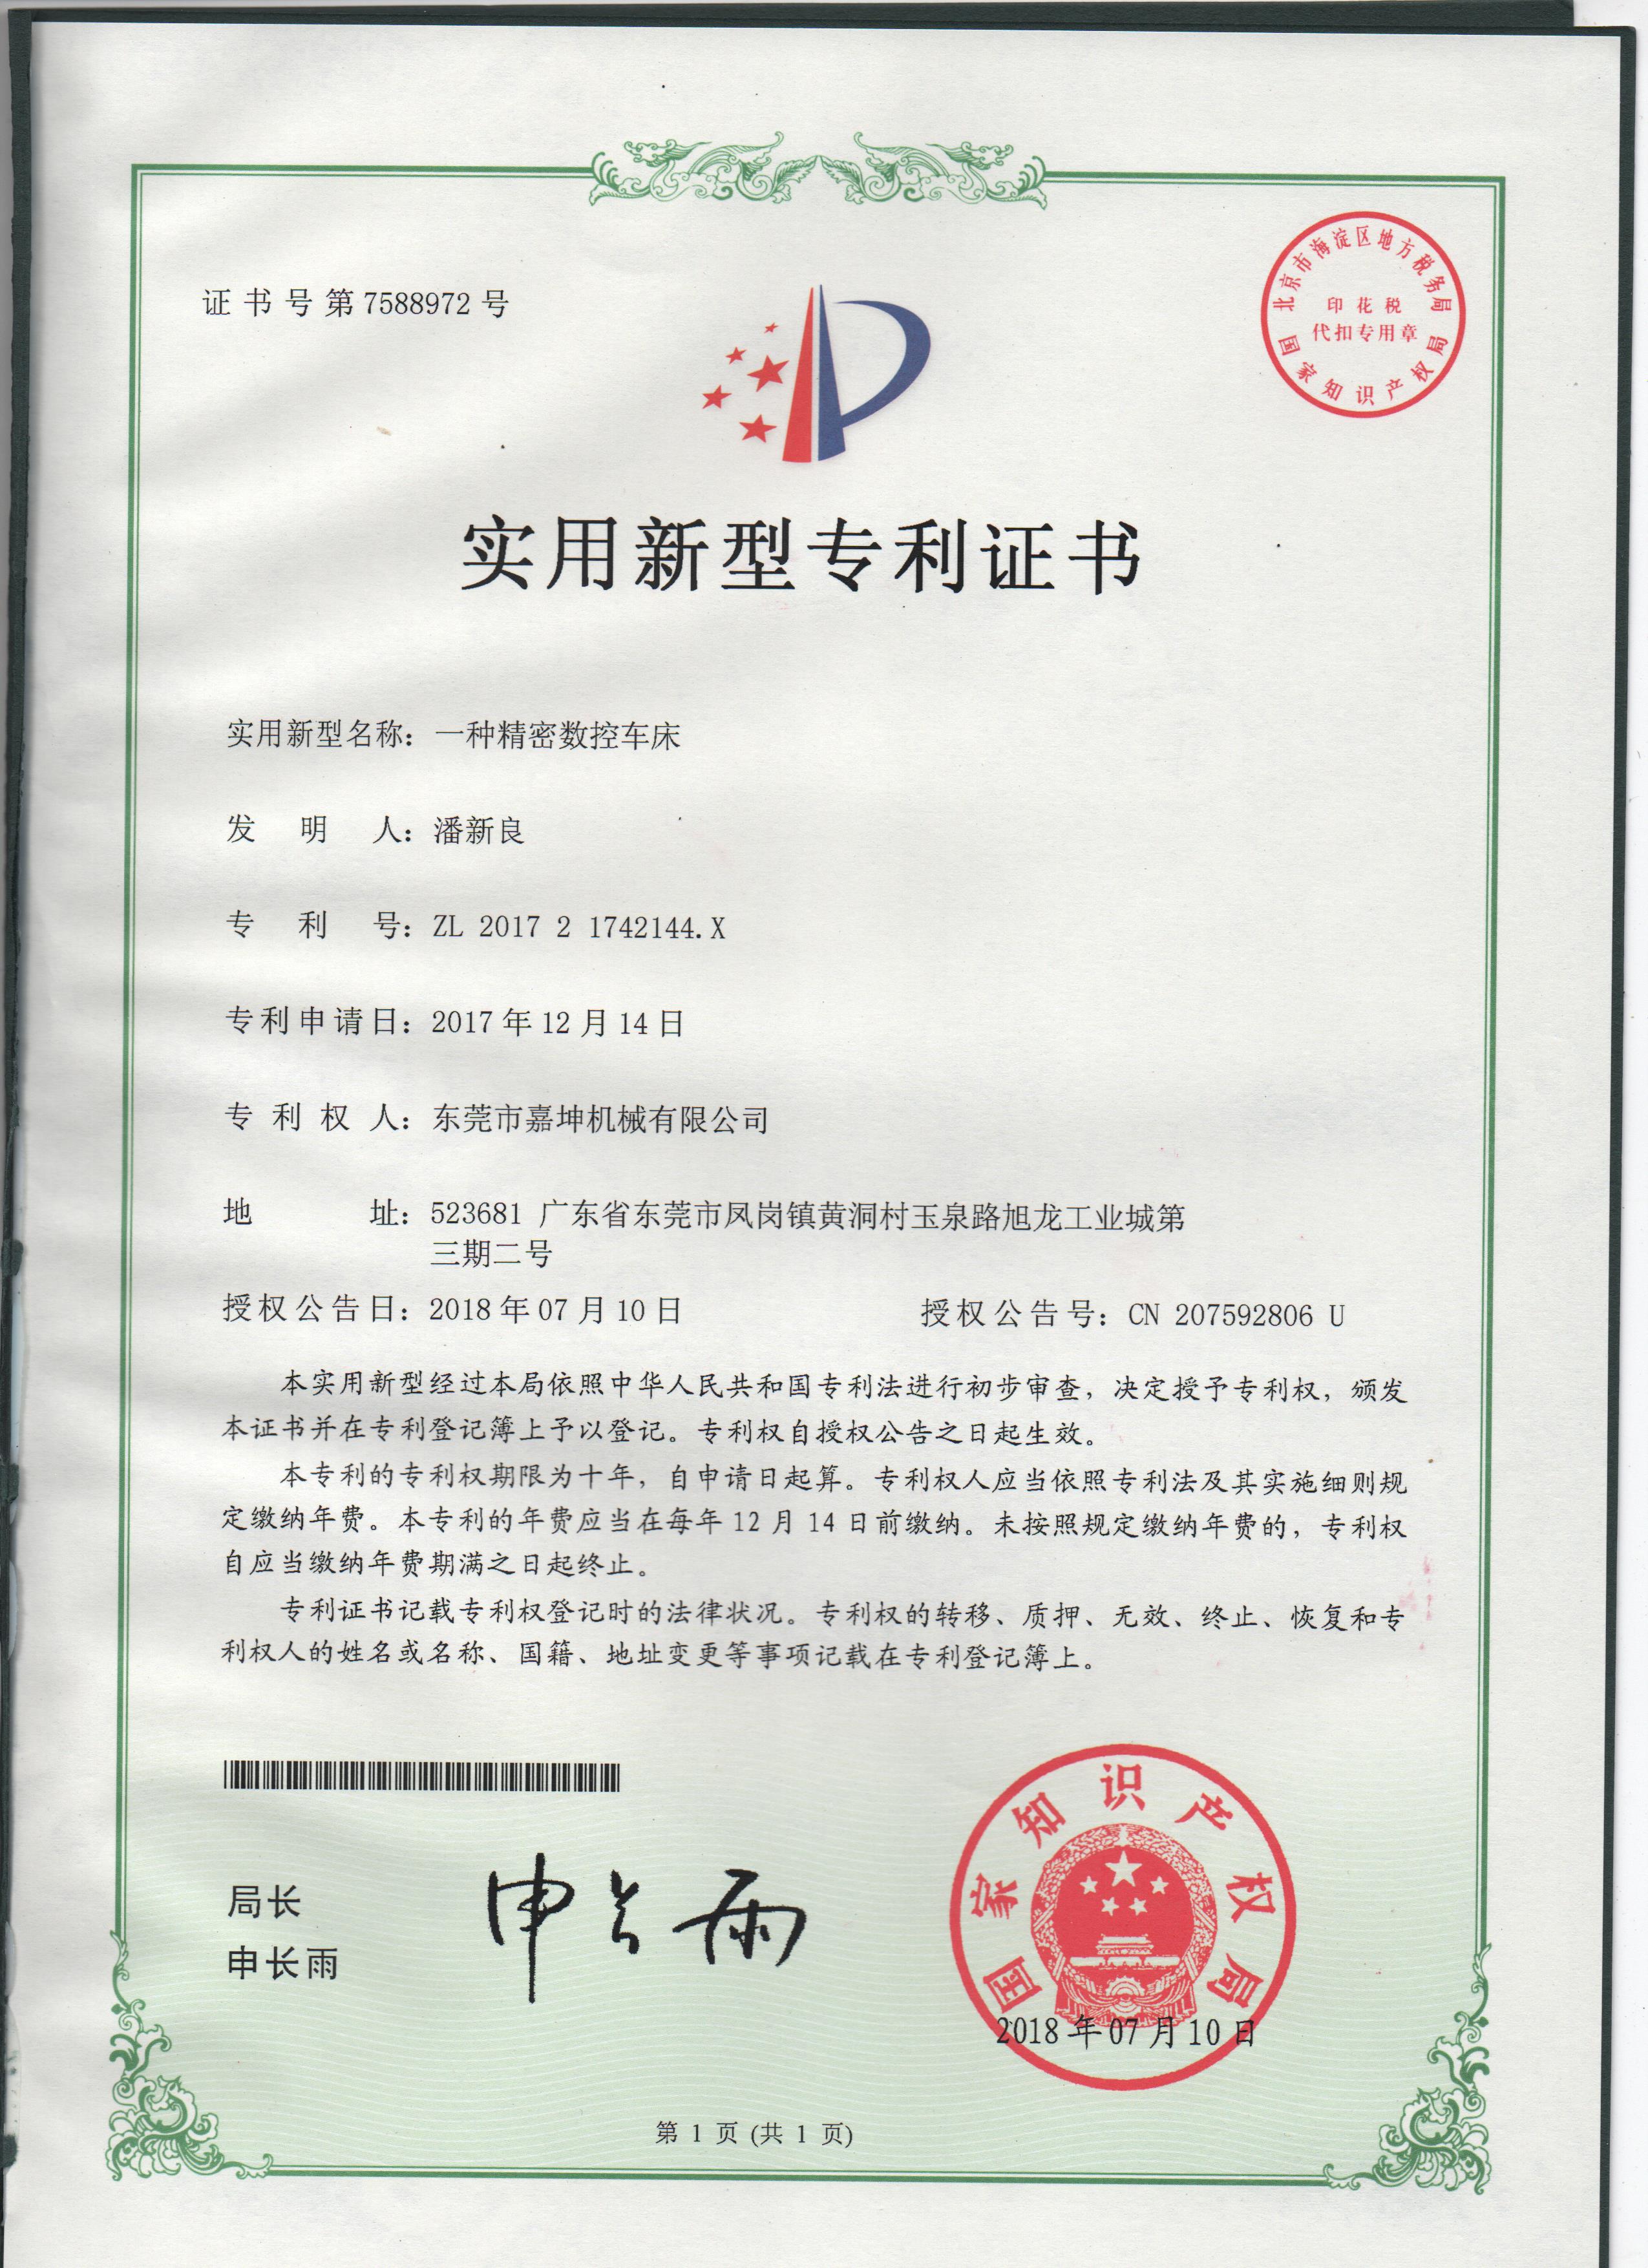 证书号第7588972号
北京市海淀区地方税务局
印花税
代扣专用章
国家知识产权局
实用新型专利证书
实用新型名称：一种精密数控车床
发明人：潘新良
专利号：ZL 2017 2 1742144.X
专利申请日：2017年12月14日
专利权人：东莞市嘉坤机械有限公司
地址：523681 广东省东莞市凤岗镇黄洞村玉泉路旭龙工业城第
三期二号
授权公告日：2018年07月10日 授权公告号：CN 207592806 U
本实用新型经过本局依照中华人民共和国专利法进行初步审查，决定授予专利权，颁发
本证书并在专利登记簿上予以登记。专利权自授权公告之日起生效。
本专利的专利权期限为十年，自申请日起算。专利权人应当依照专利法及其实施细则规
定缴纳年费。本专利的年费应当在每年12月14日前缴纳。未按照规定缴纳年费的，专利权
自应当缴纳年费期满之日起终止。
专利证书记载专利权登记时的法律状况。专利权的转移、质押、无效、终止、恢复和专
利权人的姓名或名称、国籍、地址变更等事项记载在专利登记簿上。
局长
申长雨
申长雨
国家知识产权局
2018年07月10日
第 1 页 (共 1 页)